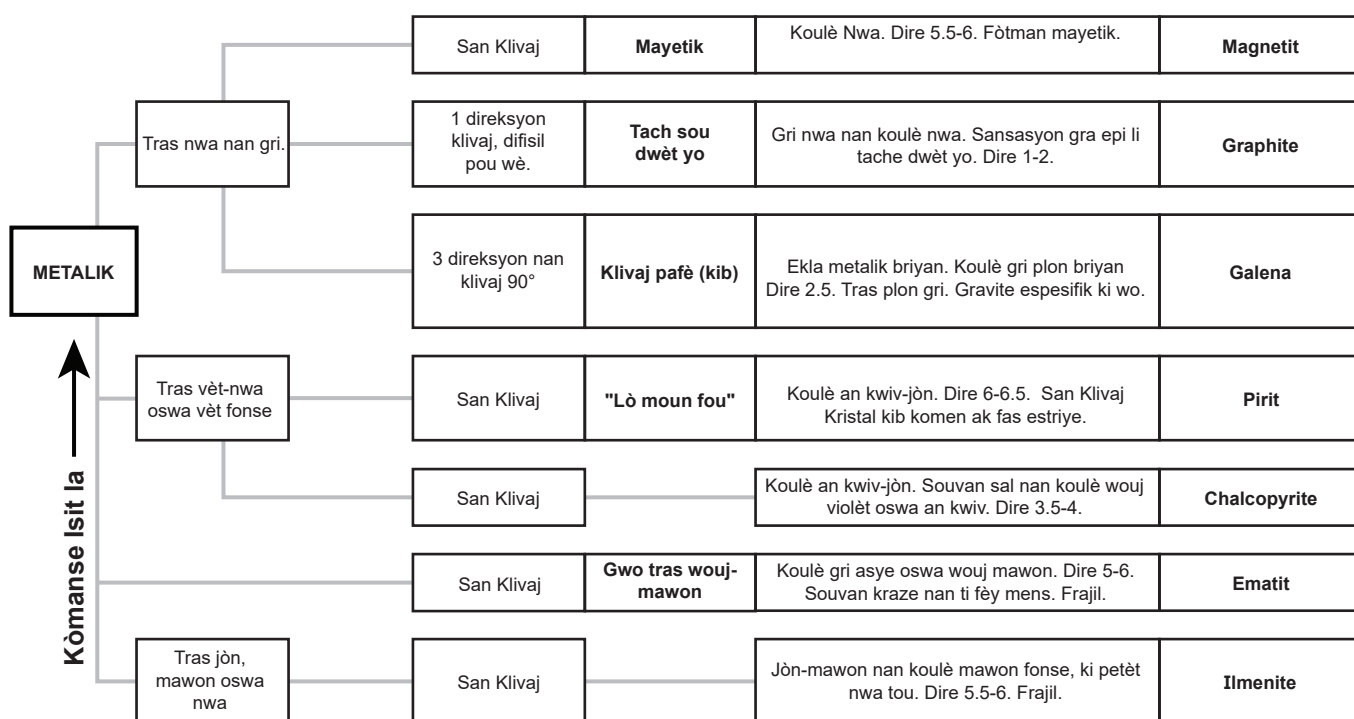 San Klivaj
Mayetik
Koulè Nwa. Dire 5.5-6. Fòtman mayetik.
Magnetit
Tras nwa nan gri.
1 direksyon
klivaj, difisil
pou wè.
Tach sou
dwèt yo
Gri nwa nan koulè nwa. Sansasyon gra epi li
tache dwèt yo. Dire 1-2.
Graphite
METALIK
3 direksyon nan
klivaj 90°
Klivaj pafè (kib)
Ekla metalik briyan. Koulè gri plon briyan
Dire 2.5. Tras plon gri. Gravite espesifik ki wo.
Galena
Tras vèt-nwa
oswa vèt fonse
San Klivaj
"Lò moun fou"
Koulè an kwiv-jòn. Dire 6-6.5. San Klivaj
Kristal kib komen ak fas estriye.
Pirit
San Klivaj
Koulè an kwiv-jòn. Souvan sal nan koulè wouj
violèt oswa an kwiv. Dire 3.5-4.
Chalcopyrite
Kòmanse Isit la
San Klivaj
Gwo tras wouj-
mawon
Koulè gri asye oswa wouj mawon. Dire 5-6.
Souvan kraze nan ti fèy mens. Frajil.
Ematit
Tras jòn,
mawon oswa
nwa
San Klivaj
Jòn-mawon nan koulè mawon fonse, ki petèt
nwa tou. Dire 5.5-6. Frajil.
Ilmenite